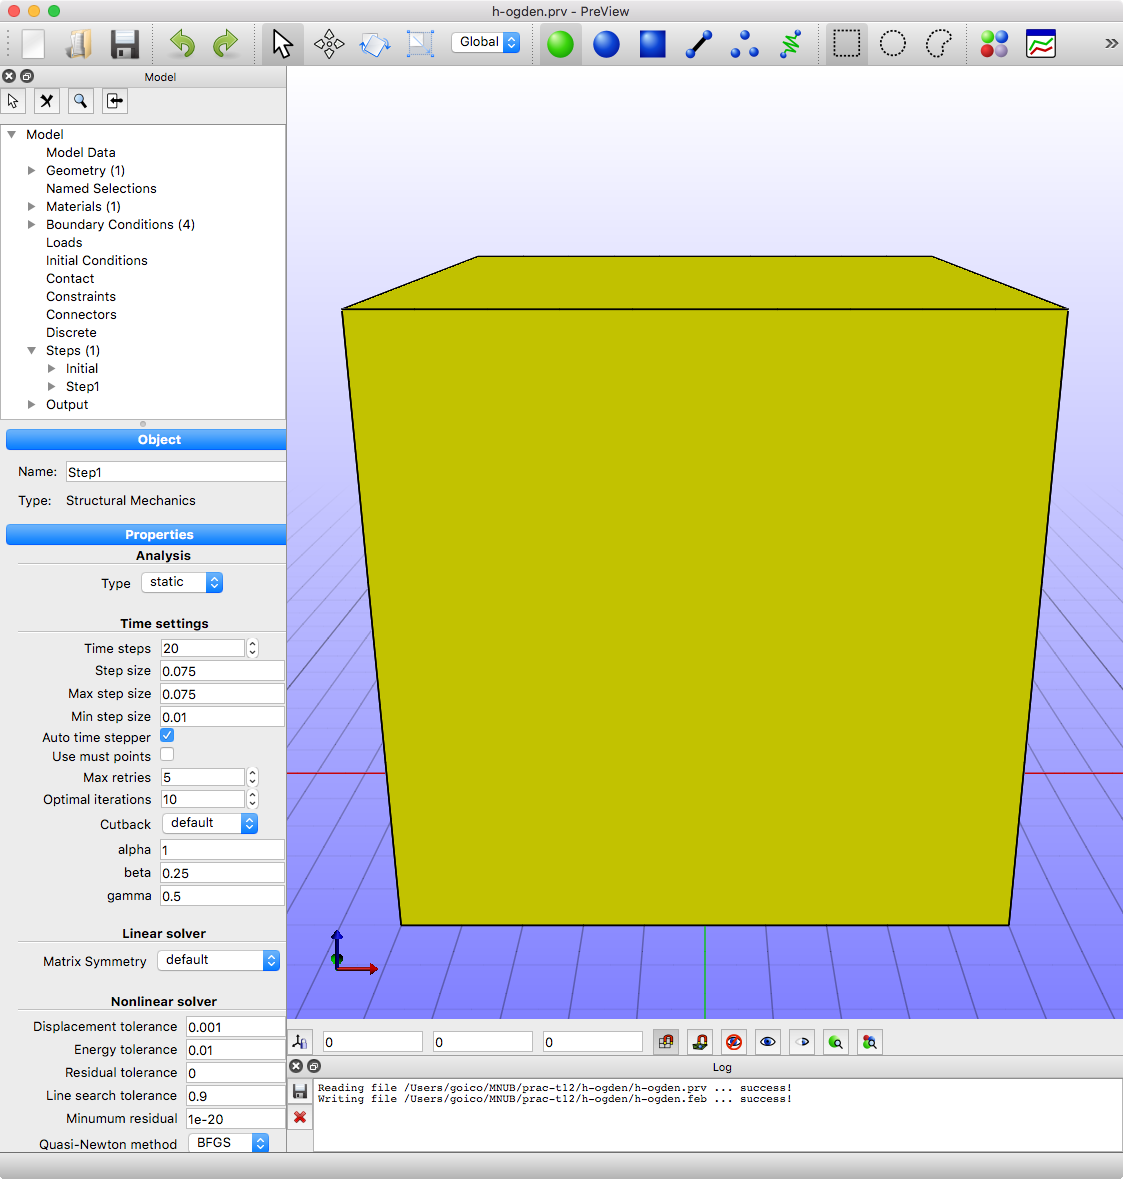 h-ogden.prv - PreView
Global
Model
Model
Model Data
Geometry (1)
Named Selections
Materials (1)
Boundary Conditions (4)
Loads
Initial Conditions
Contact
Constraints
Connectors
Discrete
Steps (1)
Initial
Step1
Output
Object
Name: Step1
Type: Structural Mechanics
Properties
Analysis
Type static
Time settings
Time steps 20
Step size 0.075
Max step size 0.075
Min step size 0.01
Auto time stepper
Use must points
Max retries 5
Optimal iterations 10
Cutback default
alpha 1
beta 0.25
gamma 0.5
Linear solver
Matrix Symmetry default
Nonlinear solver
Displacement tolerance 0.001
Energy tolerance 0.01
Residual tolerance 0
Line search tolerance 0.9
Minumum residual 1e-20
Quasi-Newton method BFGS
0 0 0
Log
Reading file /Users/goico/MNUB/prac-t12/h-ogden/h-ogden.prv ... success!
Writing file /Users/goico/MNUB/prac-t12/h-ogden/h-ogden.feb ... success!